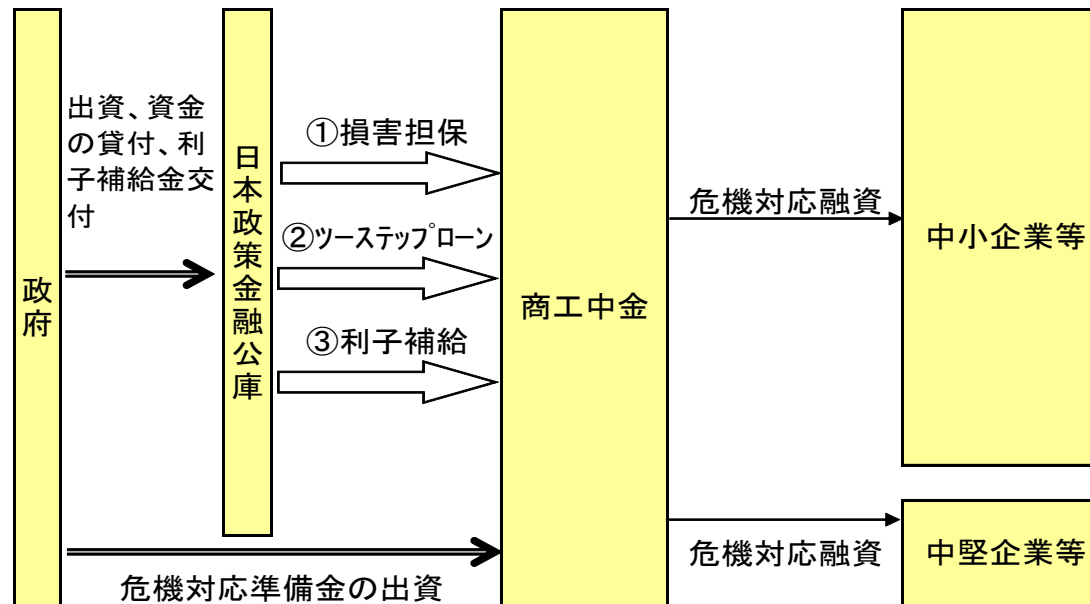 政府
出資、資金
の貸付、利
子補給金交
付
日本政策金融公庫
①損害担保
②ﾂｰｽﾃｯﾌﾟﾛｰﾝ
③利子補給
商工中金
危機対応融資
中小企業等
危機対応融資
中堅企業等
危機対応準備金の出資